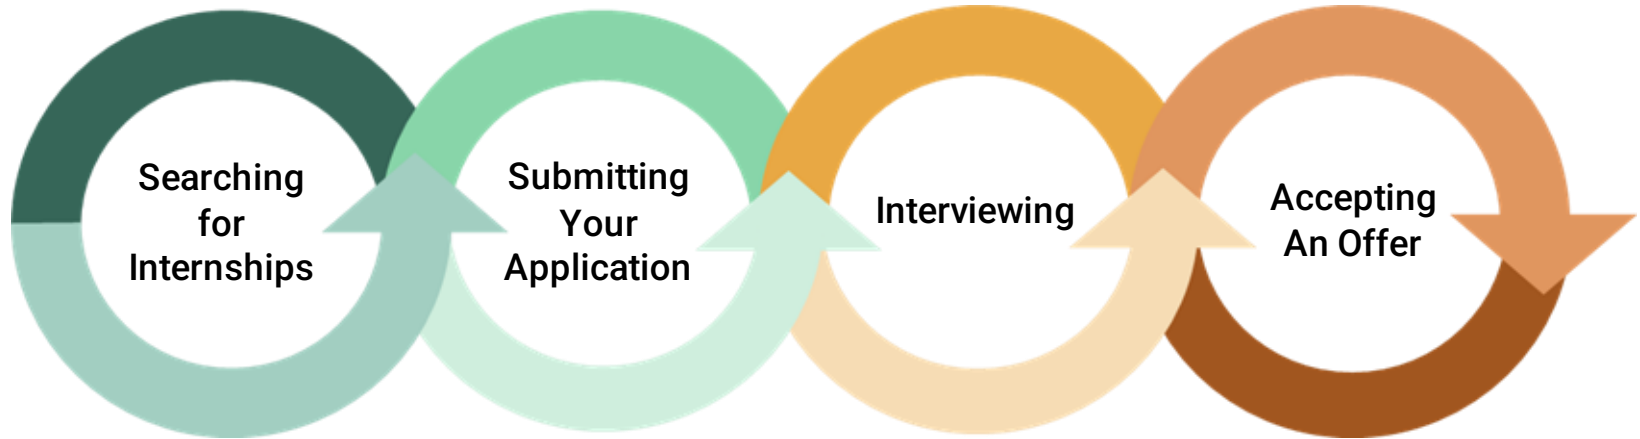 Searching
for
Internships
Submitting
Your
Application
Interviewing
Accepting
An Offer